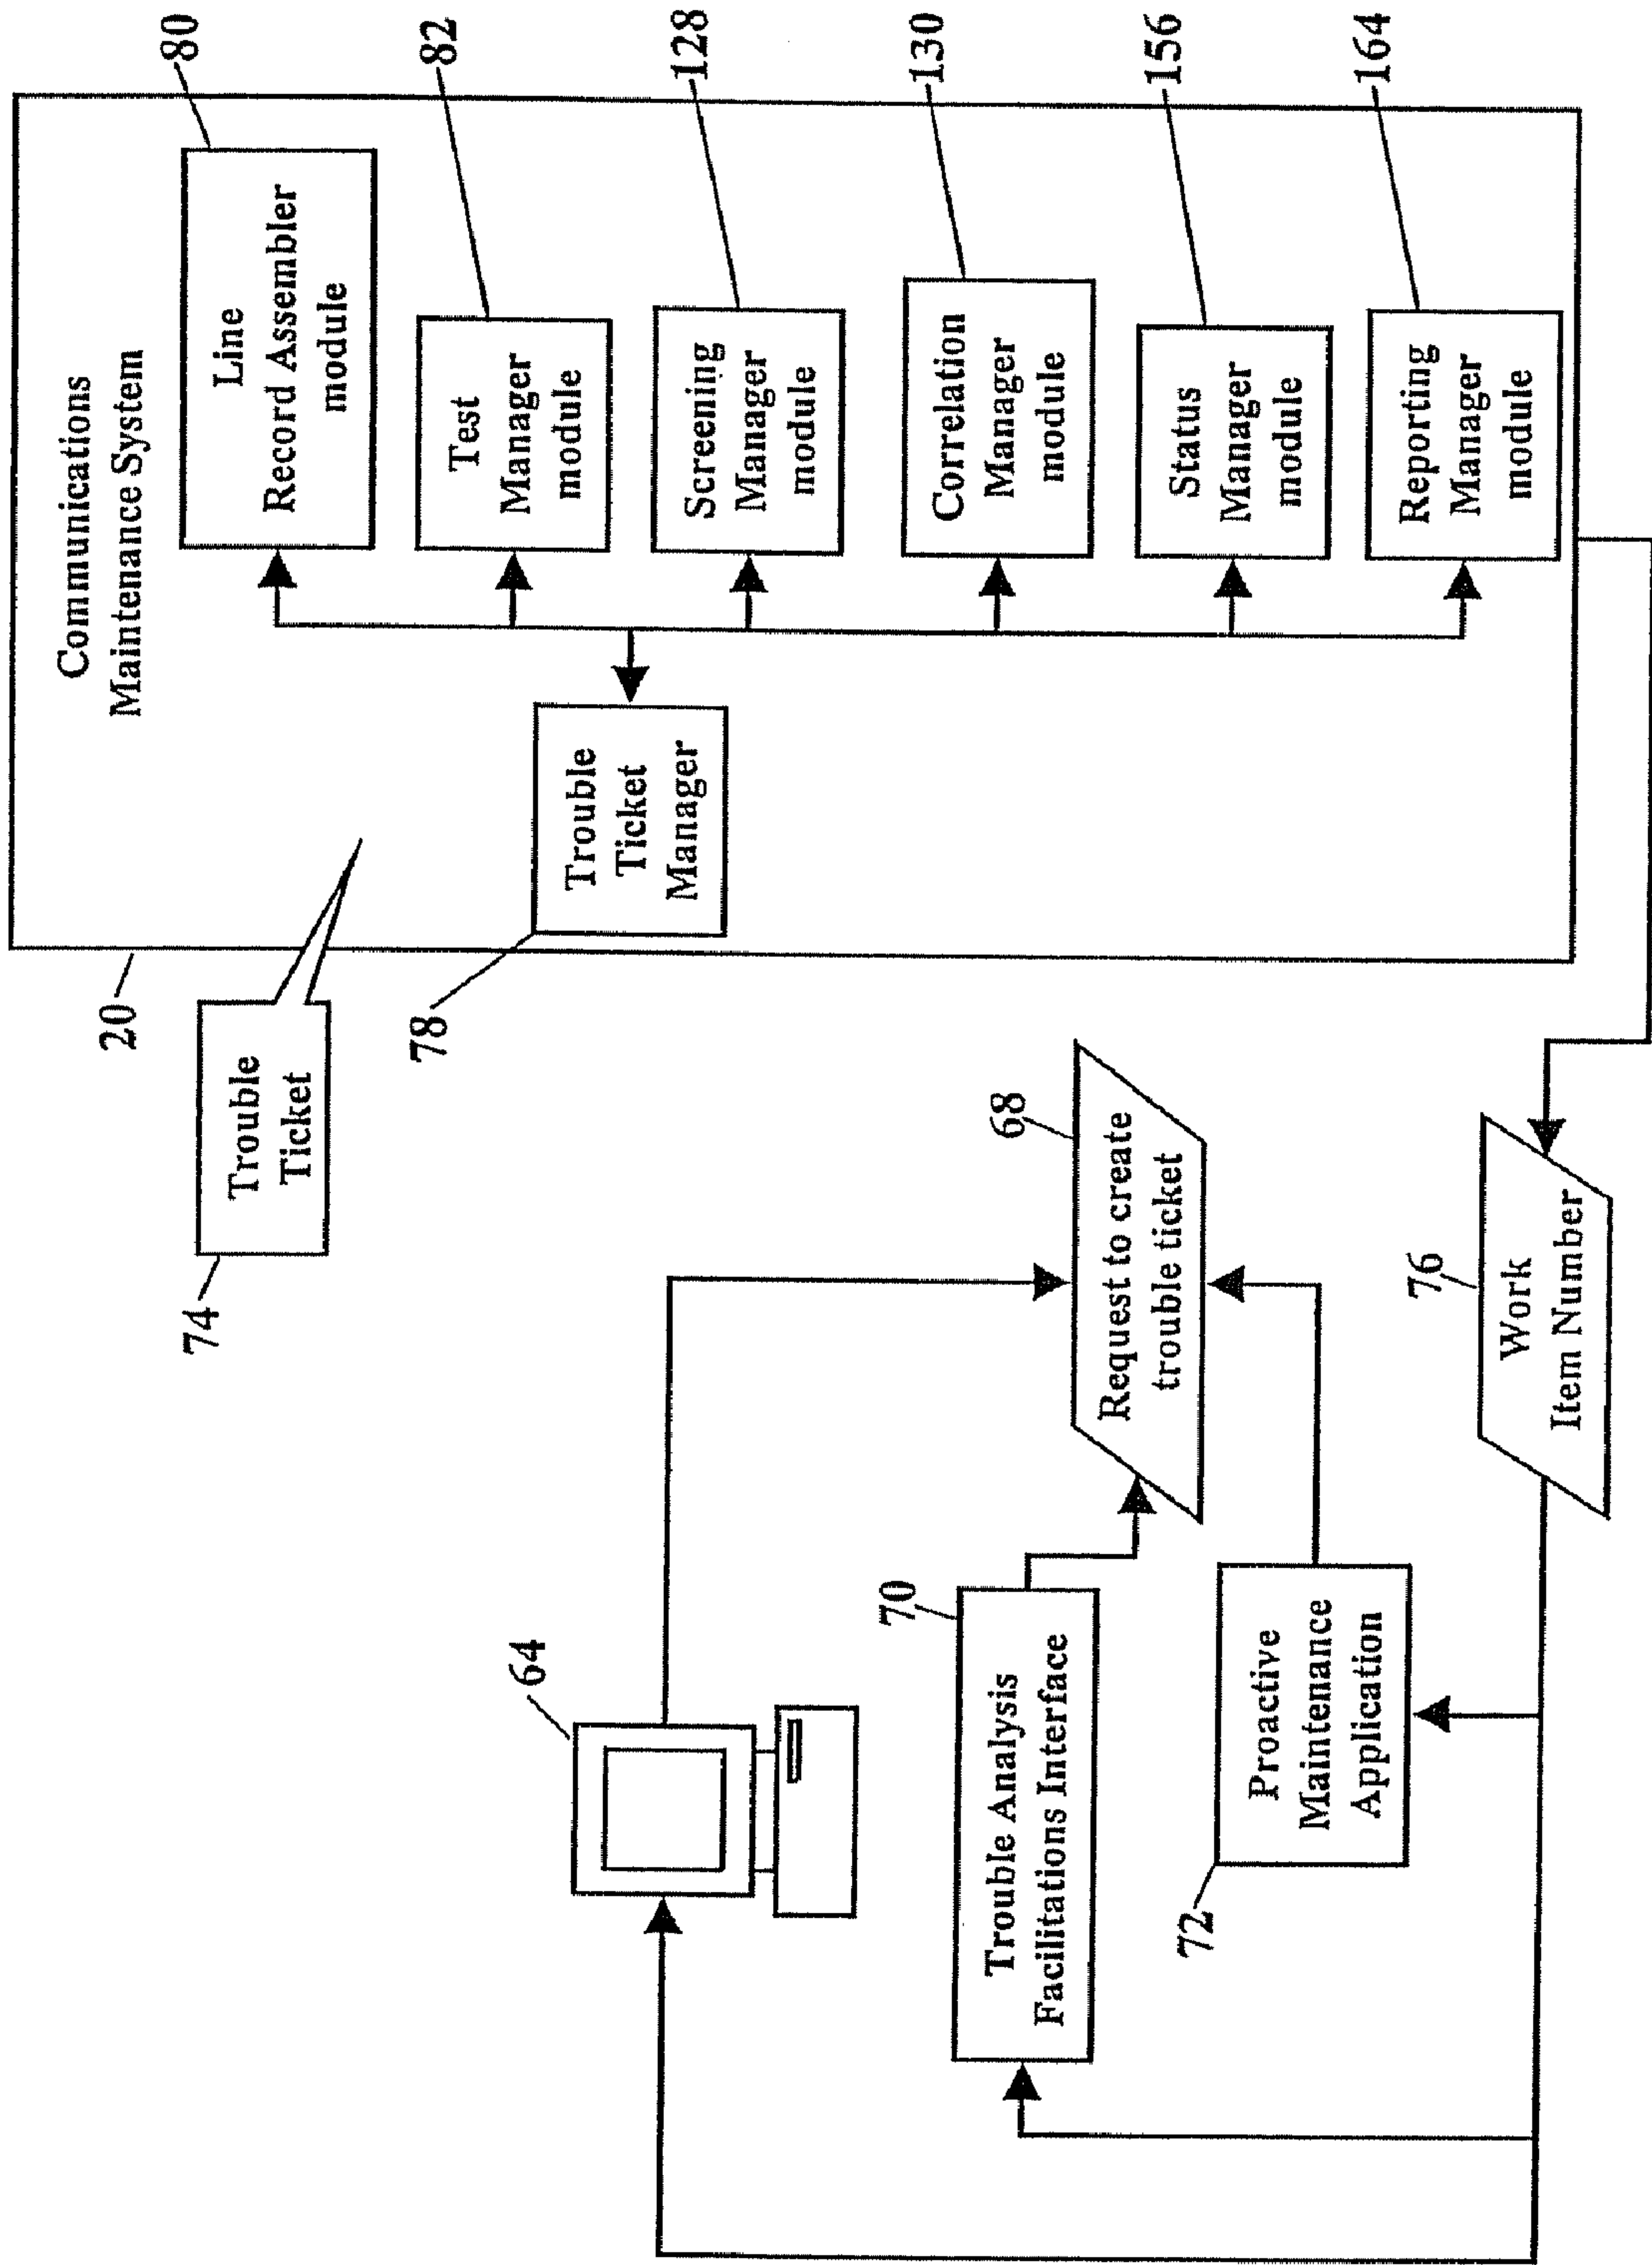 Communications
Maintenance System
20
80
Line
Record Assembler
module
82
Test
Manager
module
128
Screening
Manager
module
130
Correlation
Manager
module
156
Status
Manager
module
164
Reporting
Manager
module
78
Trouble
Ticket
Manager
74
Trouble
Ticket
68
Request to create
trouble ticket
76
Work
Item Number
64
70
Trouble Analysis
Facilitations Interface
72
Proactive
Maintenance
Application